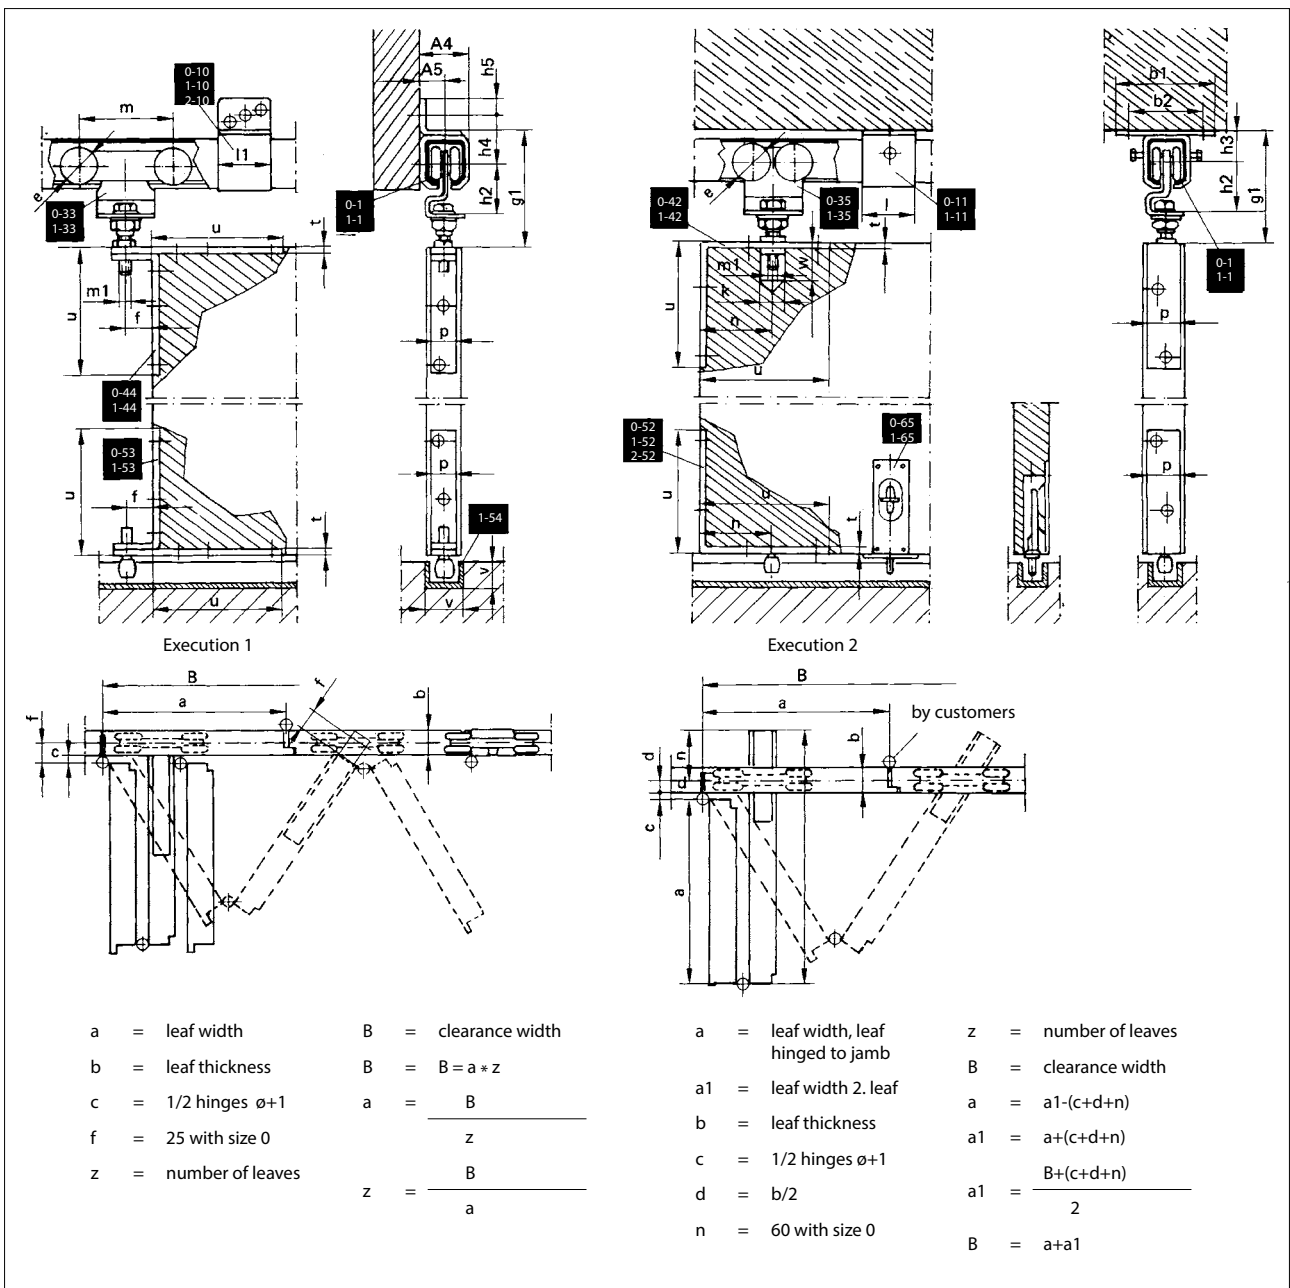 A4
A5
h5
h4
h2
g1
0-10
1-10
2-10
m
l1
e
0-33
1-33
0-1
1-1
u
t
m1
f
u
p
0-44
1-44
0-53
1-53
u
f
t
u
p
1-54
v
v
Execution 1
b1
b2
h3
h2
g1
e
0-42
1-42
0-35
1-35
l
t
0-11
1-11
0-1
1-1
m1
w
k
n
u
u
p
0-52
1-52
2-52
0-65
1-65
u
u
n
t
p
Execution 2
B
a
f
b
f
c
B
a
by customers
d
n
d
b
c
a
a = leaf width
b = leaf thickness
c = 1/2 hinges ø+1
f = 25 with size 0
z = number of leaves
B = clearance width
B = B = a * z
a = B
z
z = B
a
a = leaf width, leaf
hinged to jamb
a1 = leaf width 2. leaf
b = leaf thickness
c = 1/2 hinges ø+1
d = b/2
n = 60 with size 0
z = number of leaves
B = clearance width
a = a1-(c+d+n)
a1 = a+(c+d+n)
a1 = B+(c+d+n)
2
B = a+a1